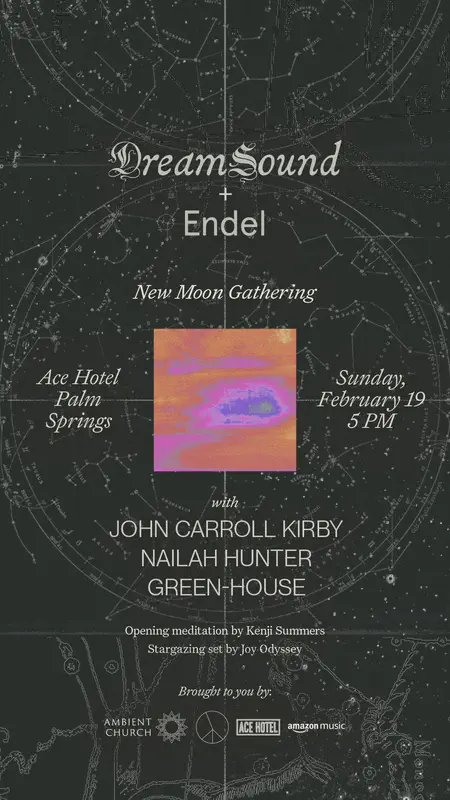 DreamSound
+
Endel
New Moon Gathering
Ace Hotel
Palm
Springs
Sunday,
February 19
5 PM
with
JOHN CARROLL KIRBY
NAILAH HUNTER
GREEN-HOUSE
Opening meditation by Kenji Summers
Stargazing set by Joy Odyssey
Brought to you by:
AMBIENT
CHURCH
ACE HOTEL
amazon music